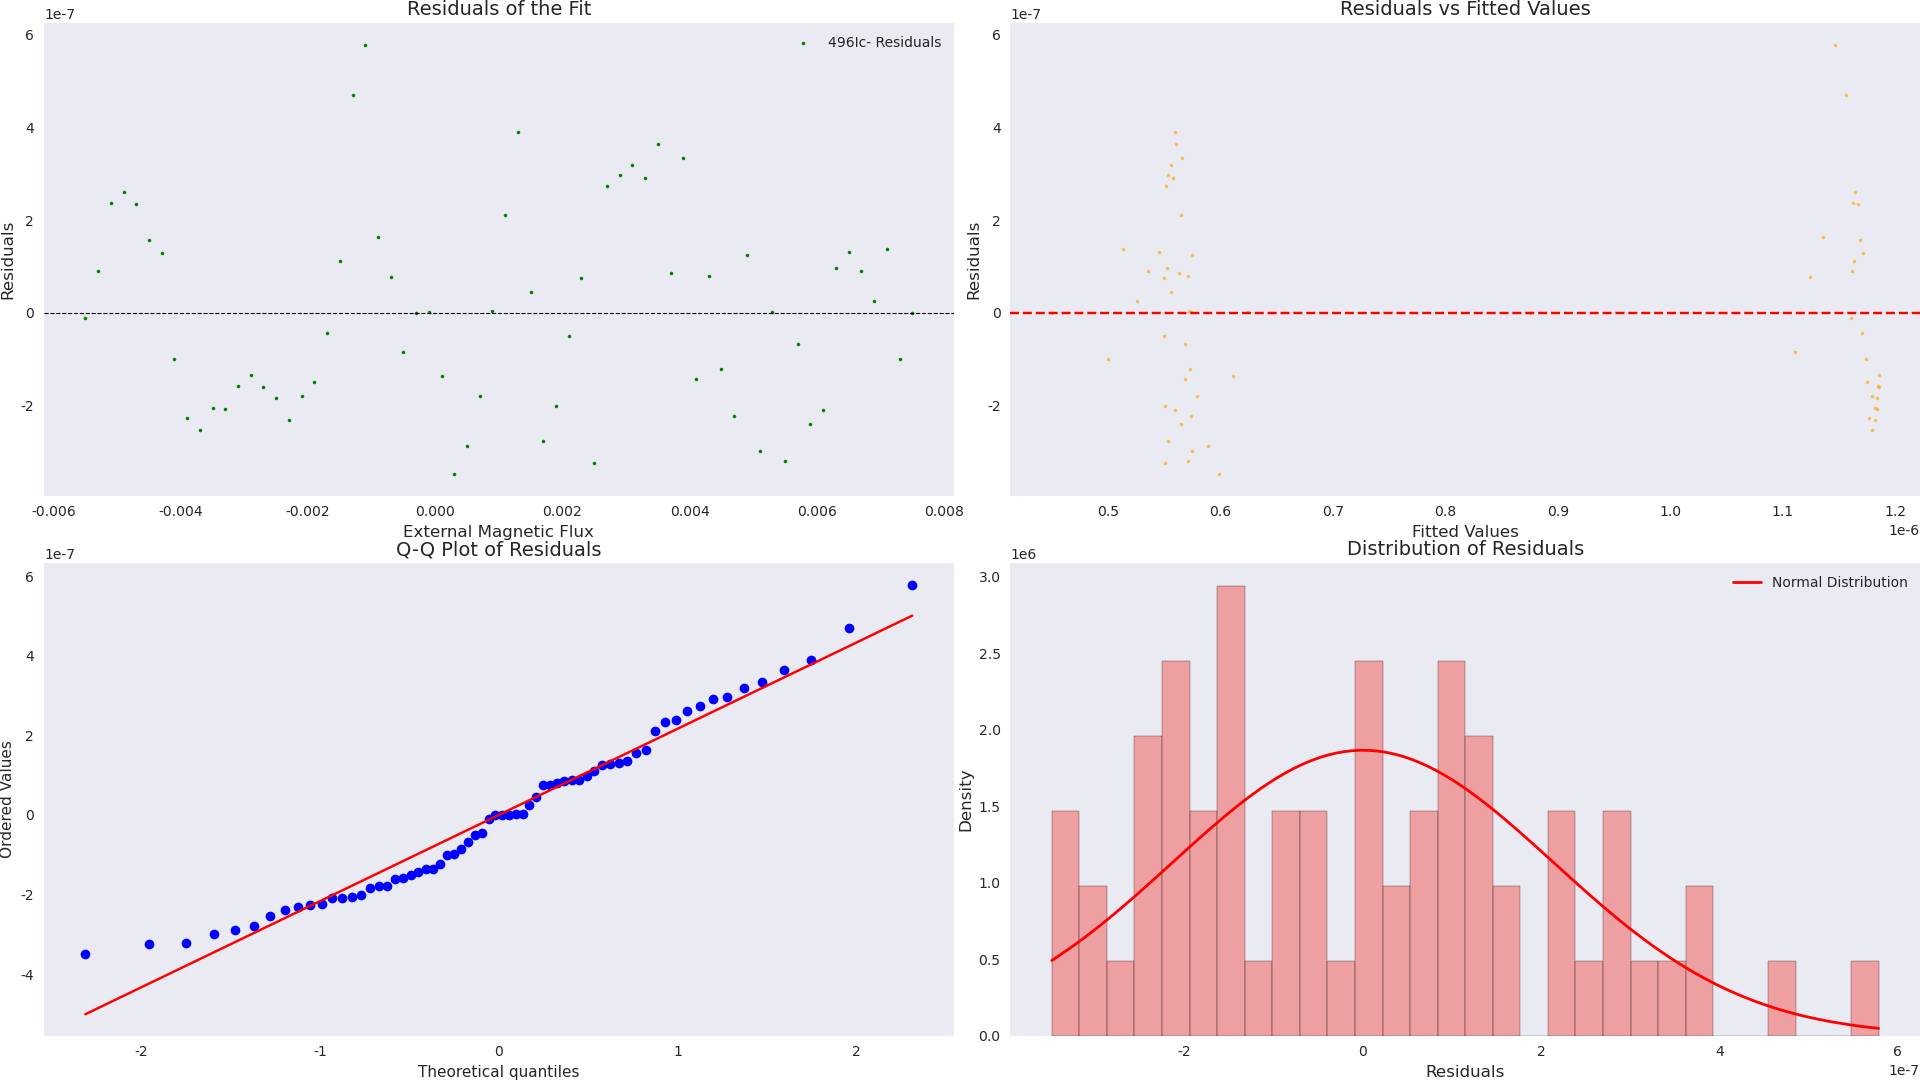 Residuals of the Fit
1e-7
496Ic- Residuals
6
4
2
0
-2
Residuals
-0.006 -0.004 -0.002 0.000 0.002 0.004 0.006 0.008
External Magnetic Flux
Residuals vs Fitted Values
1e-7
6
4
2
0
-2
Residuals
0.5 0.6 0.7 0.8 0.9 1.0 1.1 1.2
1e-6
Fitted Values
Q-Q Plot of Residuals
1e-7
6
4
2
0
-2
-4
Ordered Values
-2 -1 0 1 2
Theoretical quantiles
Distribution of Residuals
1e6
Normal Distribution
3.0
2.5
2.0
1.5
1.0
0.5
0.0
Density
-2 0 2 4 6
1e-7
Residuals